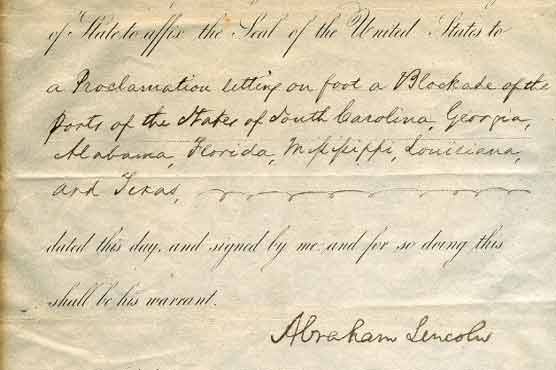 of State to affix the Seal of the United States to
a Proclamation setting on foot a Blockade of the
ports of the States of South Carolina, Georgia,
Alabama, Florida, Mississippi, Louisiana,
and Texas,
dated this day, and signed by me and for so doing this
shall be his warrant.
Abraham Lincoln